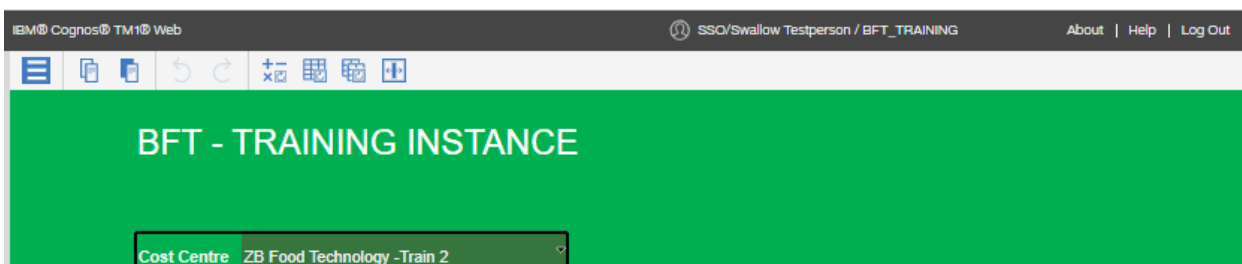 IBM® Cognos® TM1® Web SSO/Swallow Testperson / BFT_TRAINING About | Help | Log Out
BFT - TRAINING INSTANCE
Cost Centre ZB Food Technology -Train 2